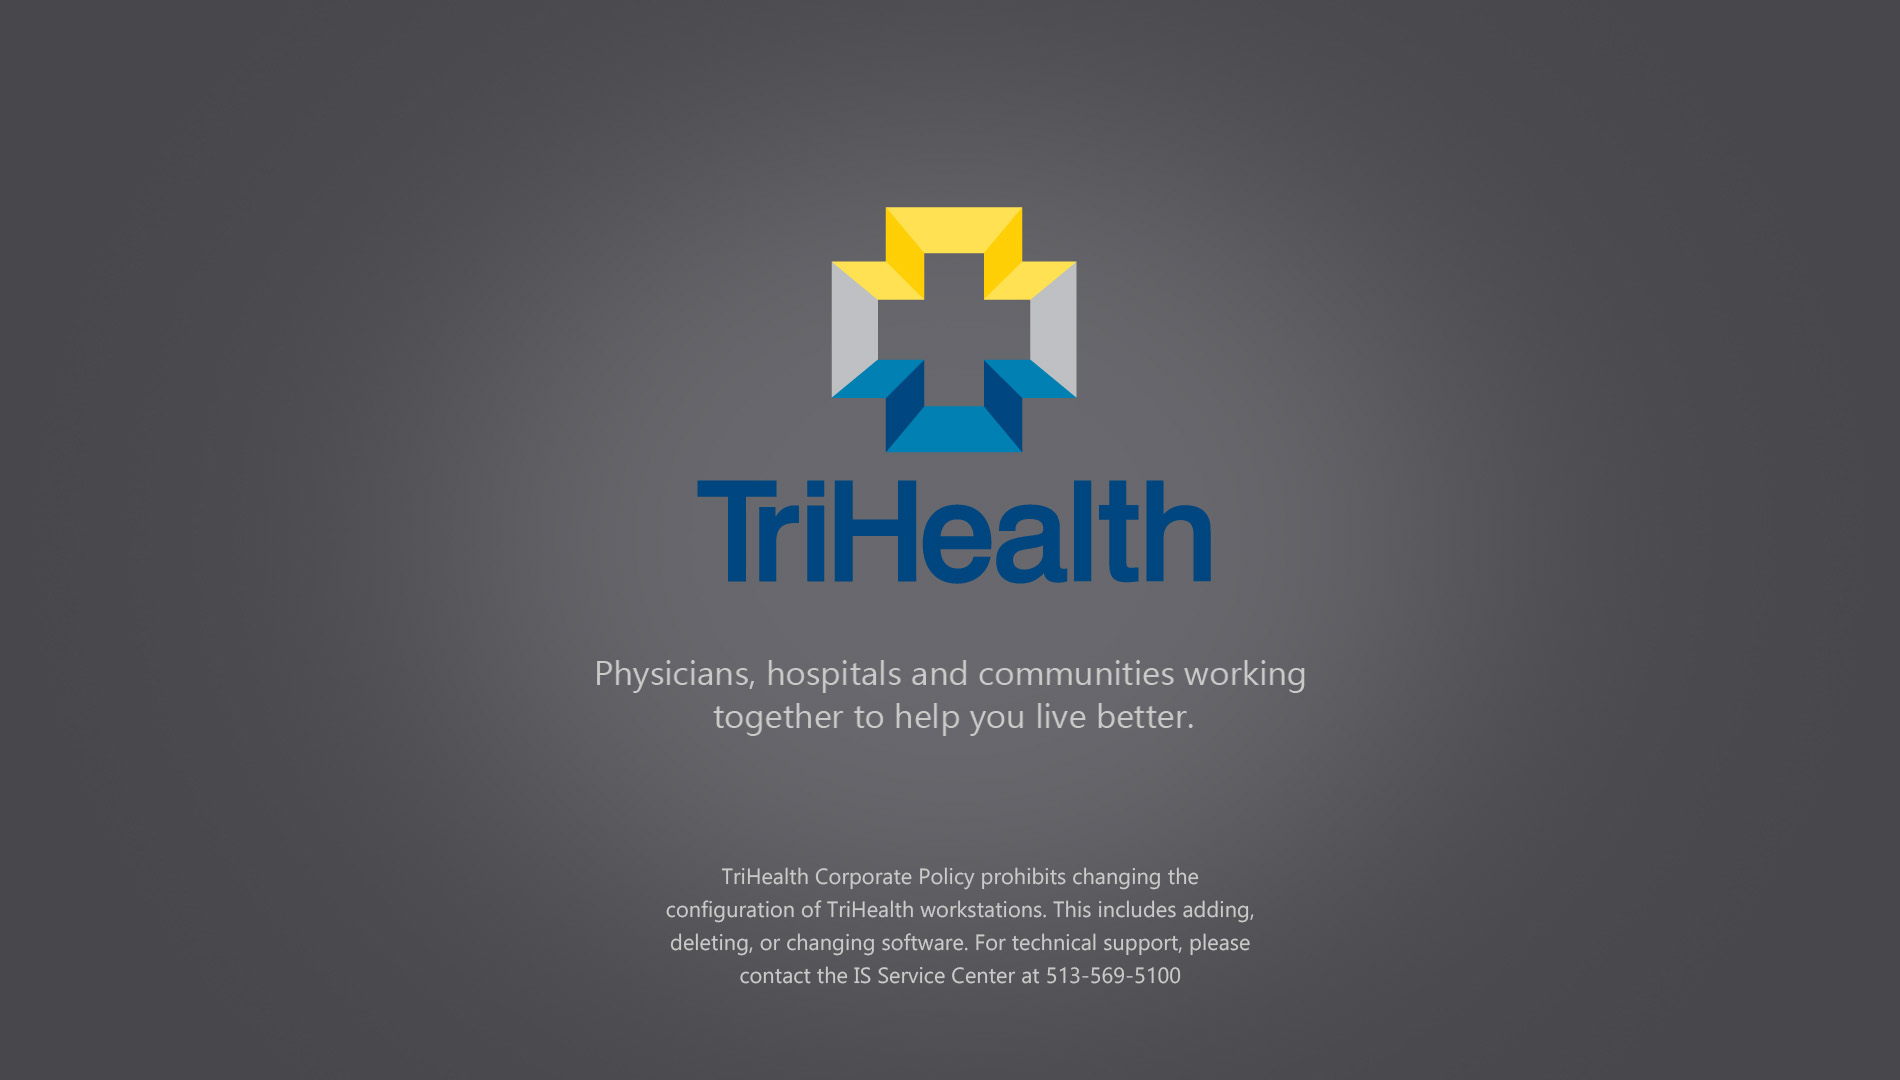 TriHealth
Physicians, hospitals and communities working
together to help you live better.
TriHealth Corporate Policy prohibits changing the
configuration of TriHealth workstations. This includes adding,
deleting, or changing software. For technical support, please
contact the IS Service Center at 513-569-5100